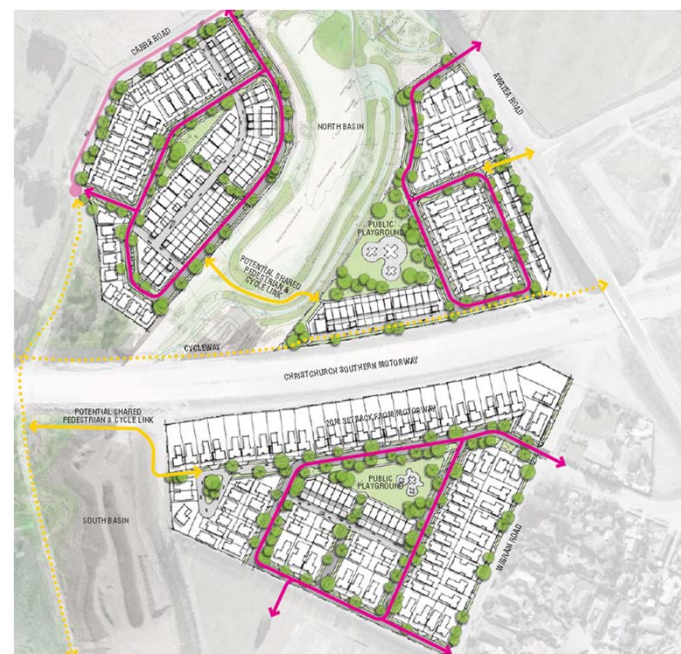 CABBS ROAD
NORTH BASIN
AWATEA ROAD
PUBLIC
PLAYGROUND
POTENTIAL SHARED
PEDESTRIAN &
CYCLE LINK
CYCLEWAY
CHRISTCHURCH SOUTHERN MOTORWAY
POTENTIAL SHARED
PEDESTRIAN & CYCLE LINK
20M SETBACK FROM MOTORWAY
PUBLIC
PLAYGROUND
SOUTH BASIN
WIGRAM ROAD